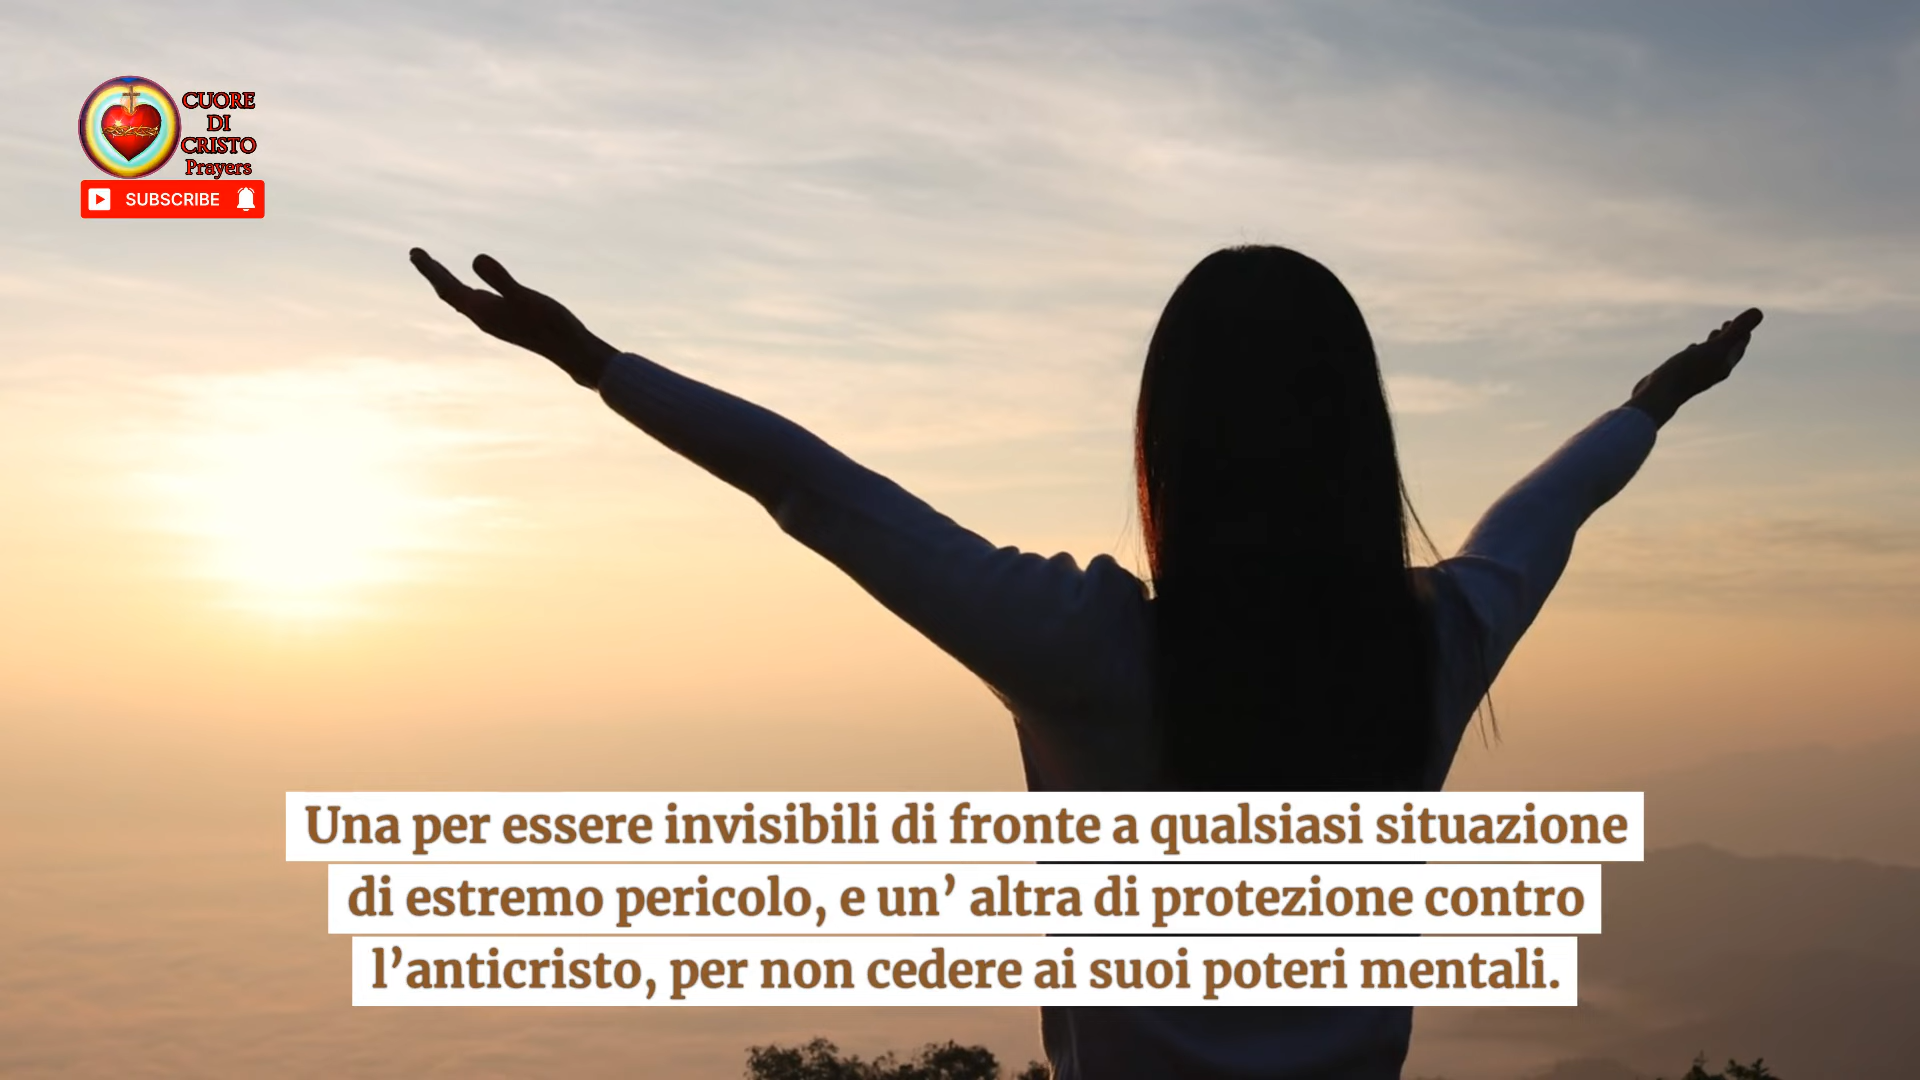 CUORE
DI
CRISTO
Prayers
SUBSCRIBE
Una per essere invisibili di fronte a qualsiasi situazione
di estremo pericolo, e un’ altra di protezione contro
l’anticristo, per non cedere ai suoi poteri mentali.